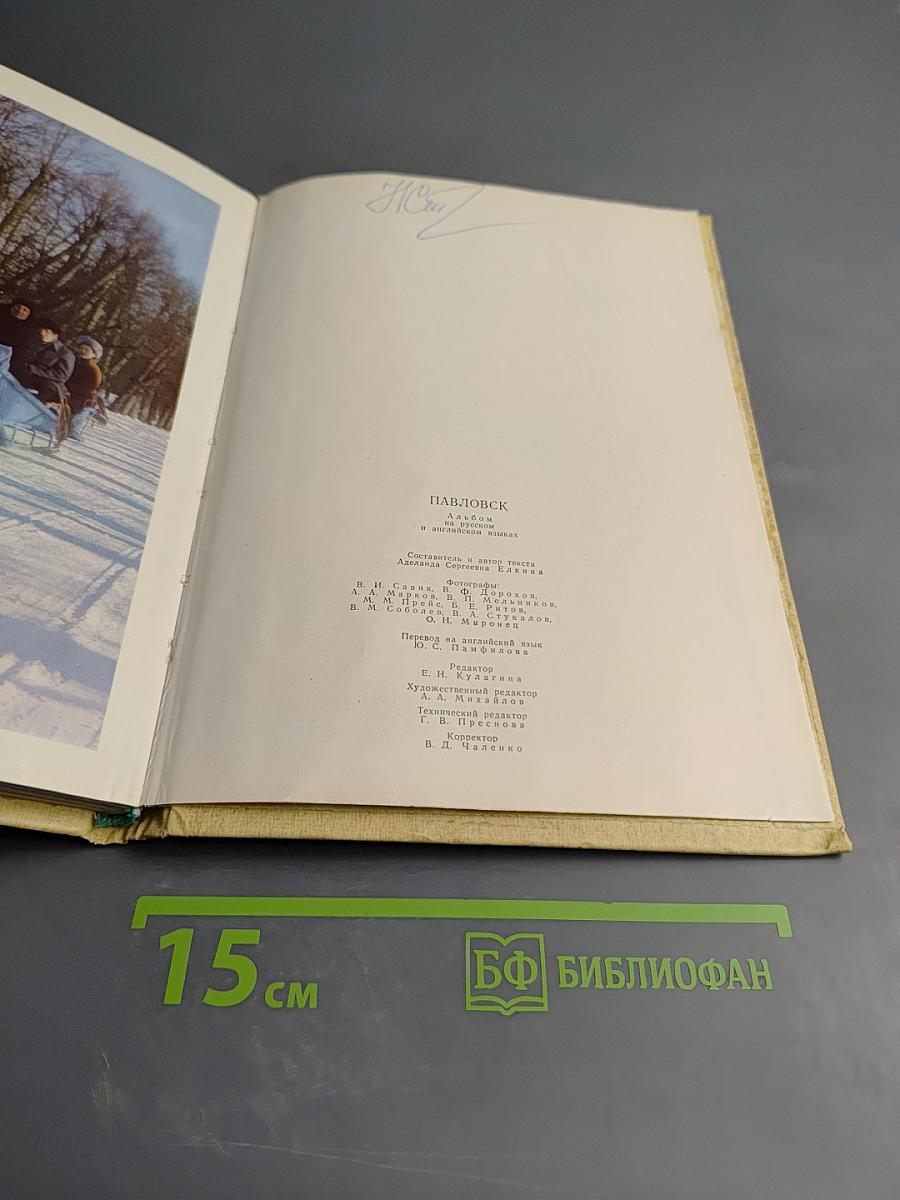 ПАВЛОВСК
Альбом
на русском
и английском языках
Составитель и автор текста
Аделаида Сергеевна Елкина
Фотографы:
В. И. Савик, В. Ф. Дорохов,
А. А. Марков, В. П. Мельников,
М. М. Прейс, Б. Е. Ритов,
В. М. Соболев, В. А. Стукалов,
О. Н. Миронец
Перевод на английский язык
Ю. С. Памфилова
Редактор
Е. Н. Кулагина
Художественный редактор
А. А. Михайлов
Технический редактор
Г. В. Преснова
Корректор
В. Д. Чаленко
15 см
БФ БИБЛИОФАН